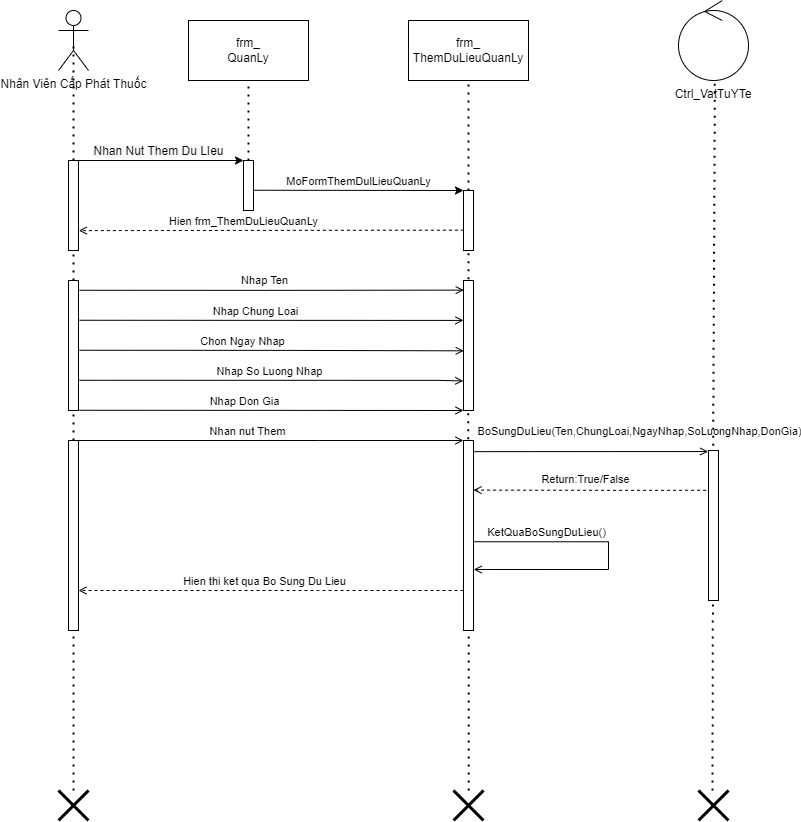 frm_
QuanLy
frm_
ThemDuLieuQuanLy
Nhân Viên Cấp Phát Thuốc
Ctrl_VatTuYTe
Nhan Nut Them Du LIeu
MoFormThemDulLieuQuanLy
Hien frm_ThemDuLieuQuanLy
Nhap Ten
Nhap Chung Loai
Chon Ngay Nhap
Nhap So Luong Nhap
Nhap Don Gia
Nhan nut Them
BoSungDuLieu(Ten,ChungLoai,NgayNhap,SoLuongNhap,DonGia)
Return:True/False
KetQuaBoSungDuLieu()
Hien thi ket qua Bo Sung Du Lieu